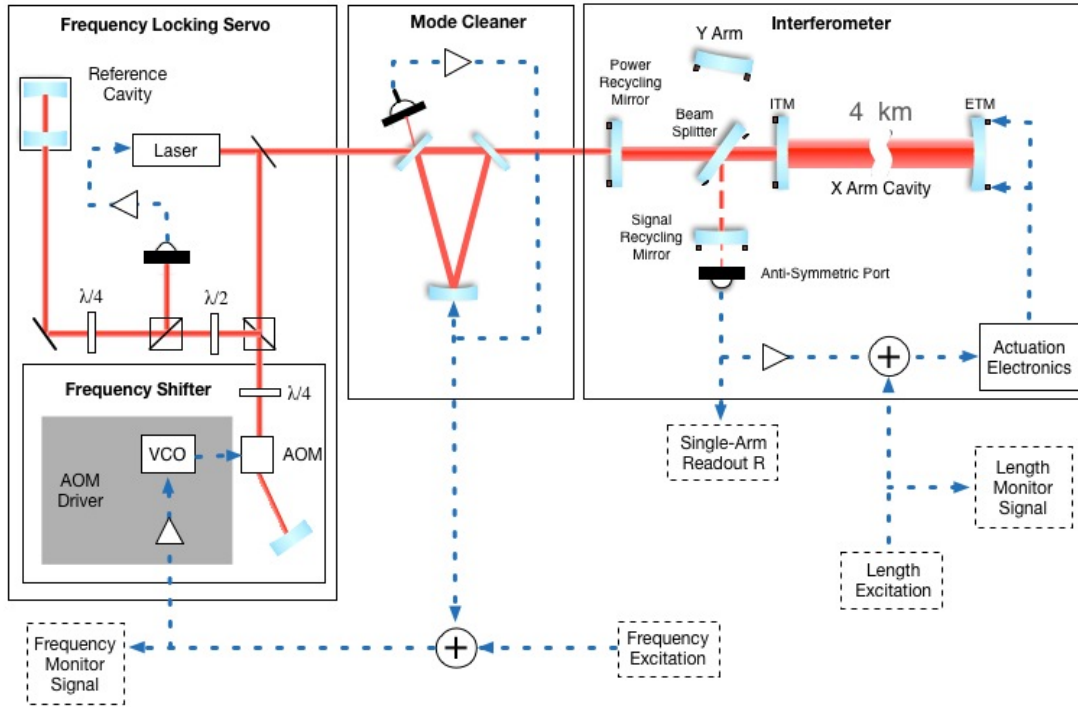 Frequency Locking Servo
Reference
Cavity
Laser
λ/4
λ/2
Frequency Shifter
λ/4
VCO
AOM
AOM
Driver
Mode Cleaner
Interferometer
Y Arm
Power
Recycling
Mirror
Beam
Splitter
ITM
4 km
ETM
X Arm Cavity
Signal
Recycling
Mirror
Anti-Symmetric Port
+
Actuation
Electronics
Single-Arm
Readout R
Length
Monitor
Signal
Length
Excitation
Frequency
Monitor
Signal
+
Frequency
Excitation